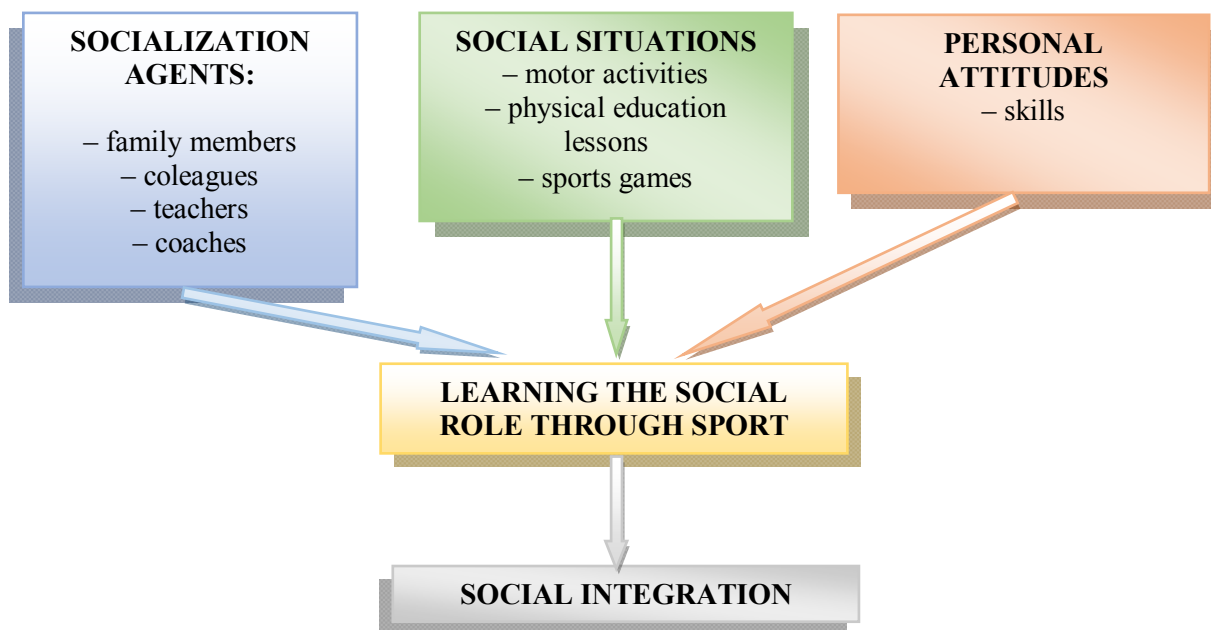 SOCIALIZATION
AGENTS:
– family members
– coleagues
– teachers
– coaches
SOCIAL SITUATIONS
– motor activities
– physical education
lessons
– sports games
PERSONAL
ATTITUDES
– skills
LEARNING THE SOCIAL
ROLE THROUGH SPORT
SOCIAL INTEGRATION